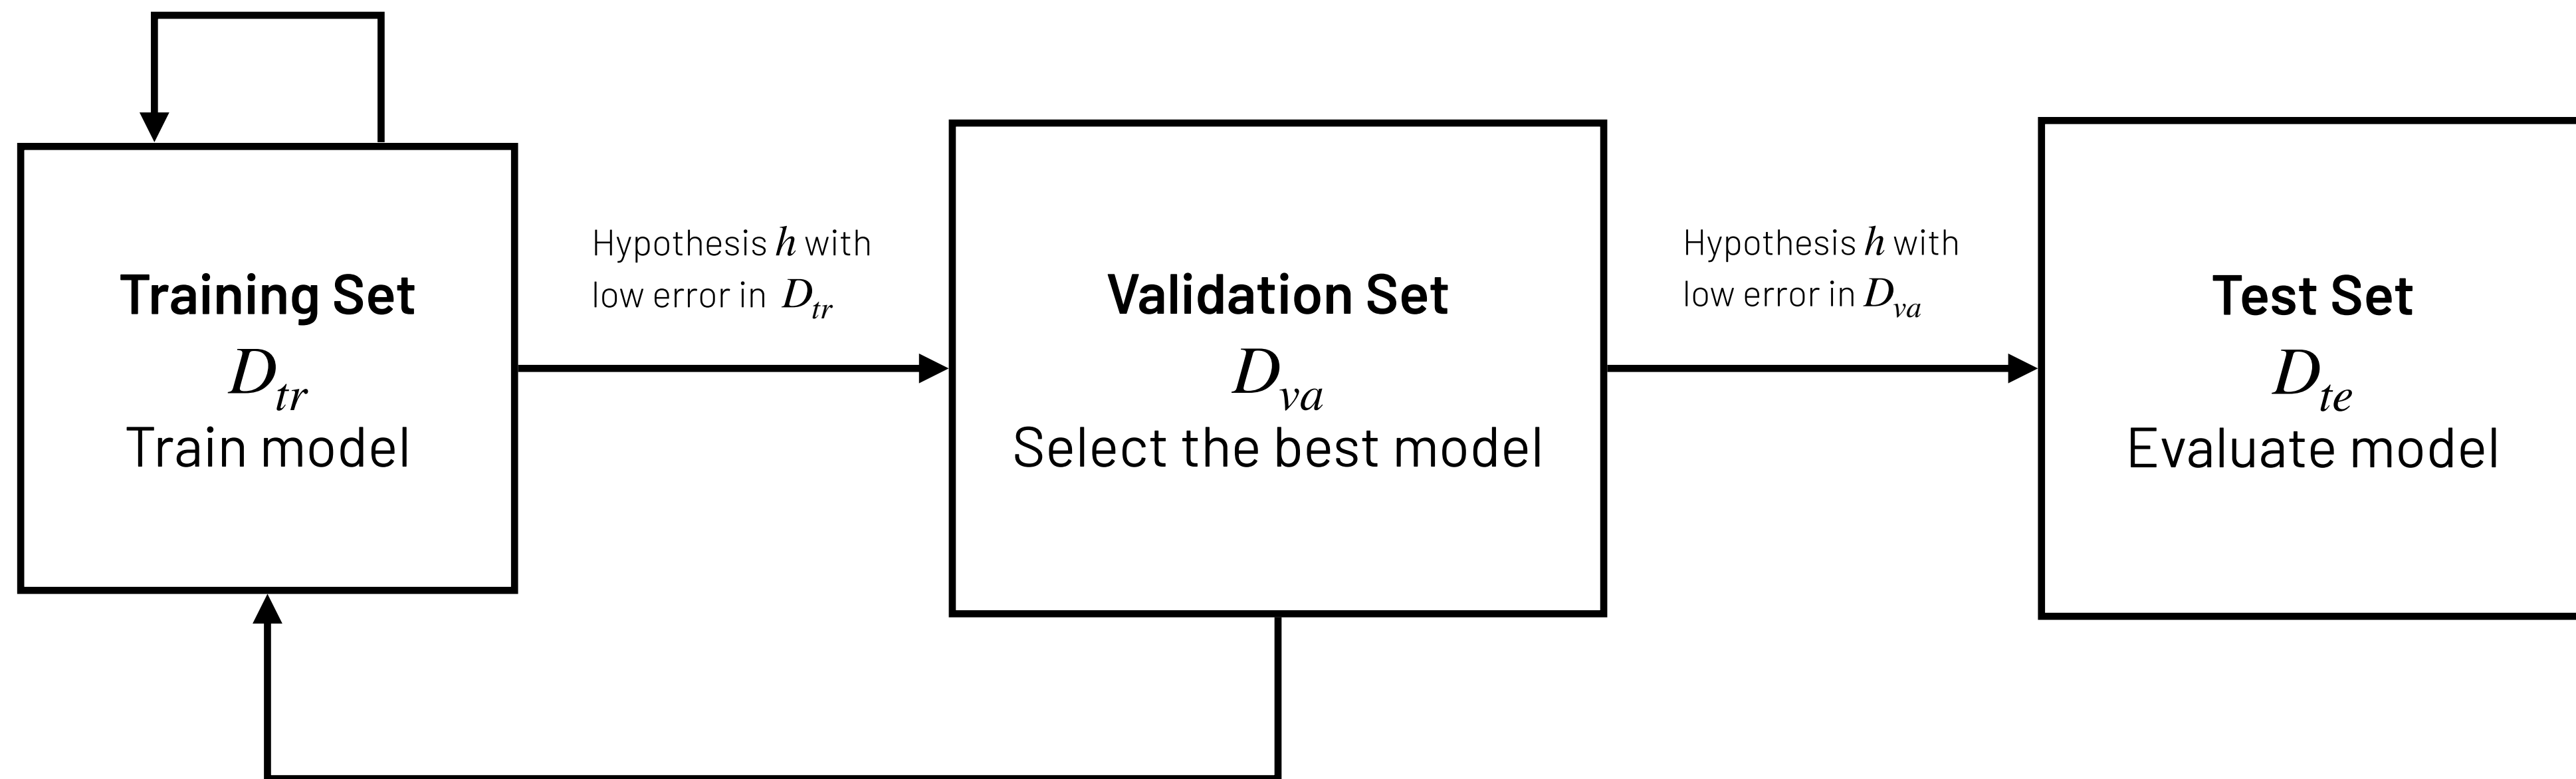 Training Set
D_tr
Train model
Hypothesis h with
low error in D_tr
Validation Set
D_va
Select the best model
Hypothesis h with
low error in D_va
Test Set
D_te
Evaluate model